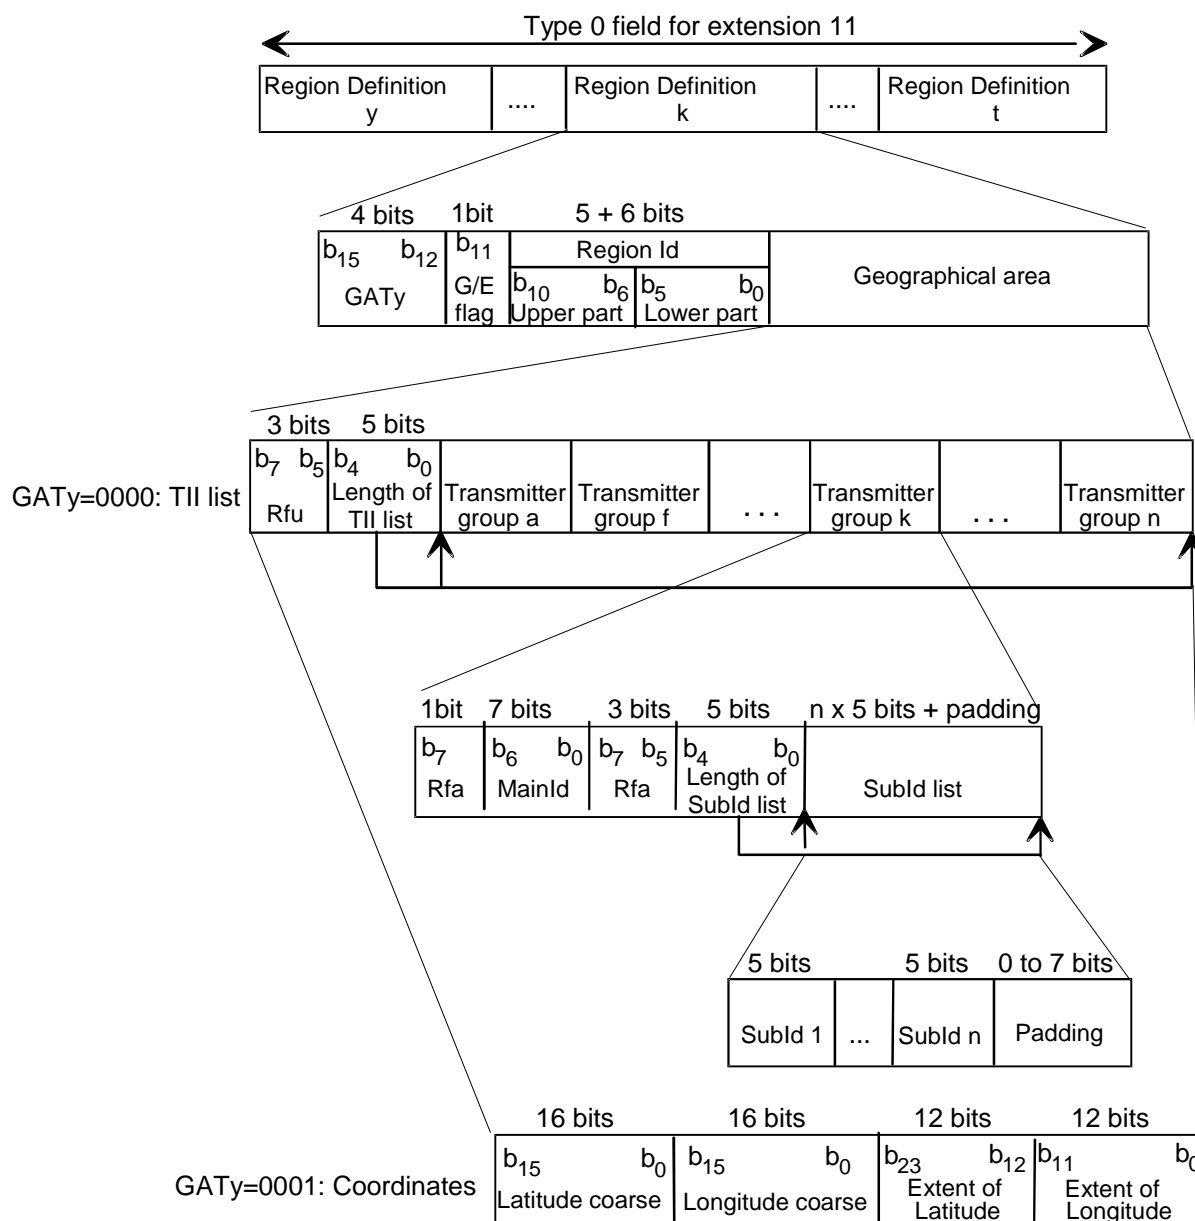 Type 0 field for extension 11
Region Definition y
....
Region Definition k
....
Region Definition t
4 bits
1bit
5 + 6 bits
b15 b12
GATy
b11
G/E flag
Region Id
b10 b6
Upper part
b5 b0
Lower part
Geographical area
3 bits
5 bits
GATy=0000: TII list
b7 b5
Rfu
b4 b0
Length of TII list
Transmitter group a
Transmitter group f
. . .
Transmitter group k
. . .
Transmitter group n
1bit
7 bits
3 bits
5 bits
n x 5 bits + padding
b7
Rfa
b6 b0
MainId
b7 b5
Rfa
b4 b0
Length of SubId list
SubId list
5 bits
5 bits
0 to 7 bits
SubId 1
...
SubId n
Padding
16 bits
16 bits
12 bits
12 bits
GATy=0001: Coordinates
b15 b0
Latitude coarse
b15 b0
Longitude coarse
b23 b12
Extent of Latitude
b11 b0
Extent of Longitude